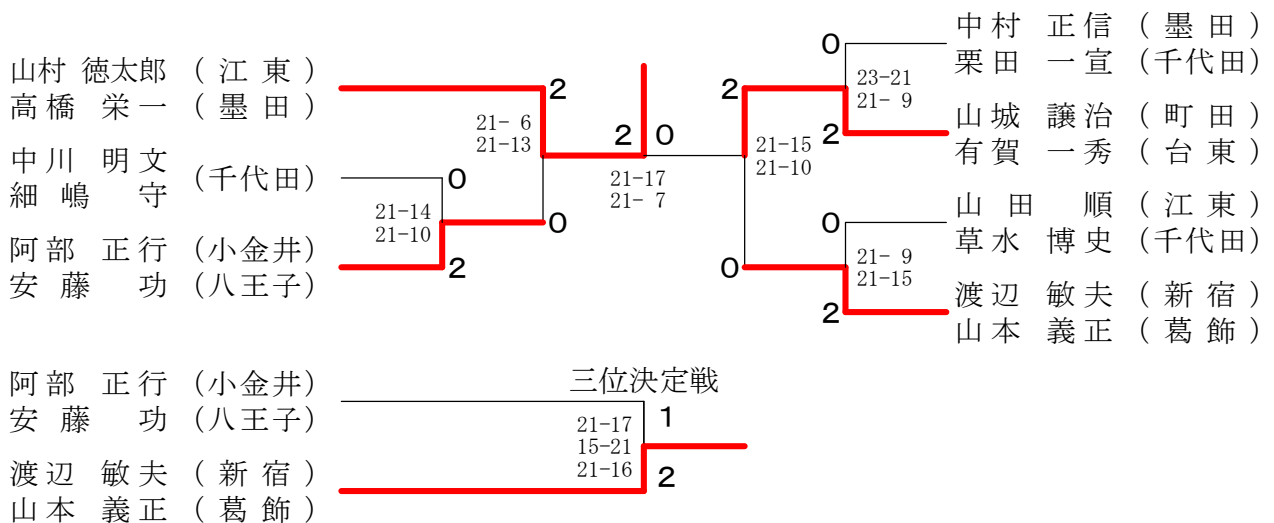 山村 徳太郎 （ 江 東 ）
高橋 栄一 （ 墨 田 ）
中川 明文
細嶋 守
（千代田）
阿部 正行 （小金井）
安藤 功 （八王子）
0
21-14
21-10
2
2
21- 6
21-13
0
2 0
21-17
21- 7
2
21-15
21-10
0
0
23-21
21- 9
2
0
21- 9
21-15
2
中村 正信 （ 墨 田 ）
栗田 一宣 （千代田）
山城 譲治 （ 町 田 ）
有賀 一秀 （ 台 東 ）
山田 順 （ 江 東 ）
草水 博史 （千代田）
渡辺 敏夫 （ 新 宿 ）
山本 義正 （ 葛 飾 ）
三位決定戦
阿部 正行 （小金井）
安藤 功 （八王子）
渡辺 敏夫 （ 新 宿 ）
山本 義正 （ 葛 飾 ）
1
21-17
15-21
21-16
2